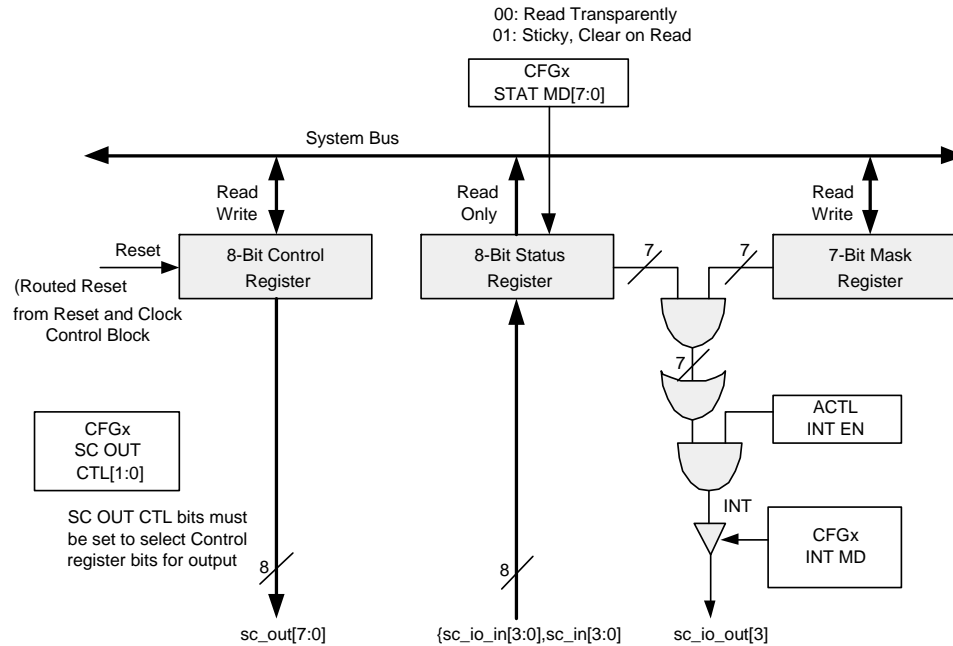 00: Read Transparently
01: Sticky, Clear on Read
CFGx
STAT MD[7:0]
System Bus
Read
Write
Read
Only
Read
Write
Reset
(Routed Reset
from Reset and Clock
Control Block
8-Bit Control
Register
8-Bit Status
Register
7
7
7-Bit Mask
Register
7
ACTL
INT EN
CFGx
SC OUT
CTL[1:0]
INT
SC OUT CTL bits must
be set to select Control
register bits for output
CFGx
INT MD
8
8
sc_out[7:0]
{sc_io_in[3:0],sc_in[3:0]
sc_io_out[3]